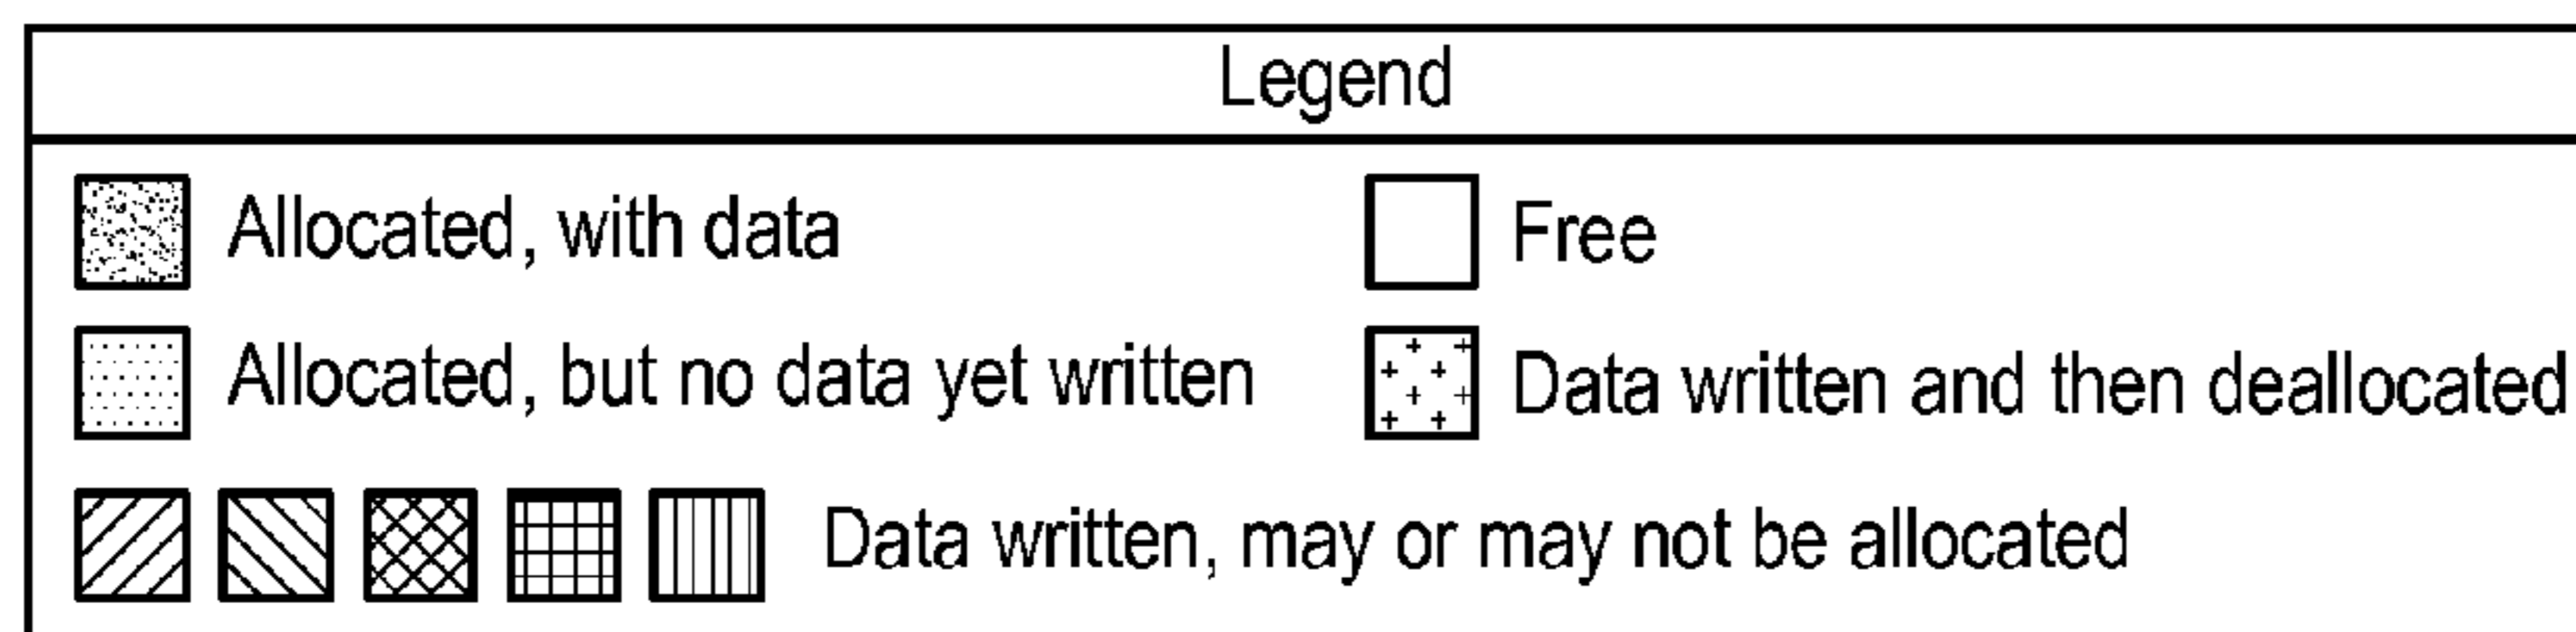 Legend
Allocated, with data
Free
Allocated, but no data yet written
Data written and then deallocated
Data written, may or may not be allocated